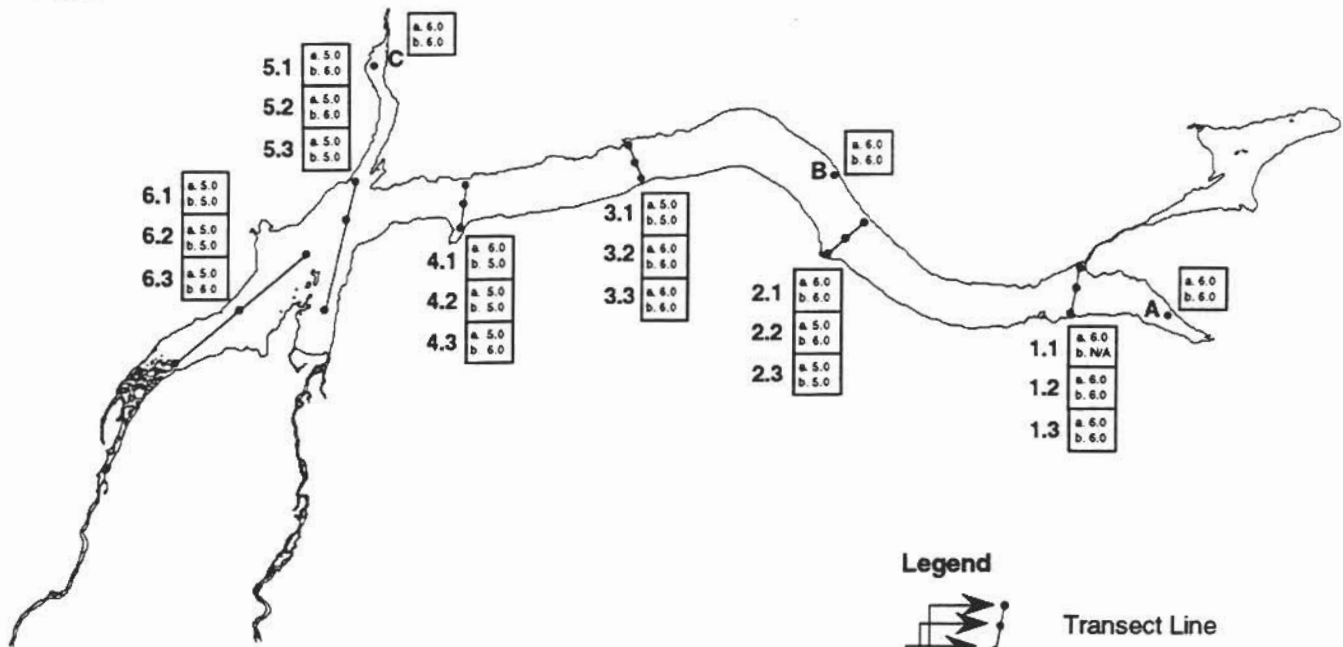 a. 6.0
b. 6.0
C
5.1
a. 5.0
b. 6.0
5.2
a. 5.0
b. 6.0
5.3
a. 5.0
b. 5.0
6.1
a. 5.0
b. 5.0
6.2
a. 5.0
b. 5.0
6.3
a. 5.0
b. 6.0
4.1
a. 6.0
b. 5.0
4.2
a. 5.0
b. 5.0
4.3
a. 5.0
b. 6.0
3.1
a. 5.0
b. 5.0
3.2
a. 6.0
b. 6.0
3.3
a. 6.0
b. 6.0
B
a. 6.0
b. 6.0
2.1
a. 6.0
b. 6.0
2.2
a. 5.0
b. 6.0
2.3
a. 5.0
b. 5.0
A
a. 6.0
b. 6.0
1.1
a. 6.0
b. N/A
1.2
a. 6.0
b. 6.0
1.3
a. 6.0
b. 6.0
Legend
Transect Line